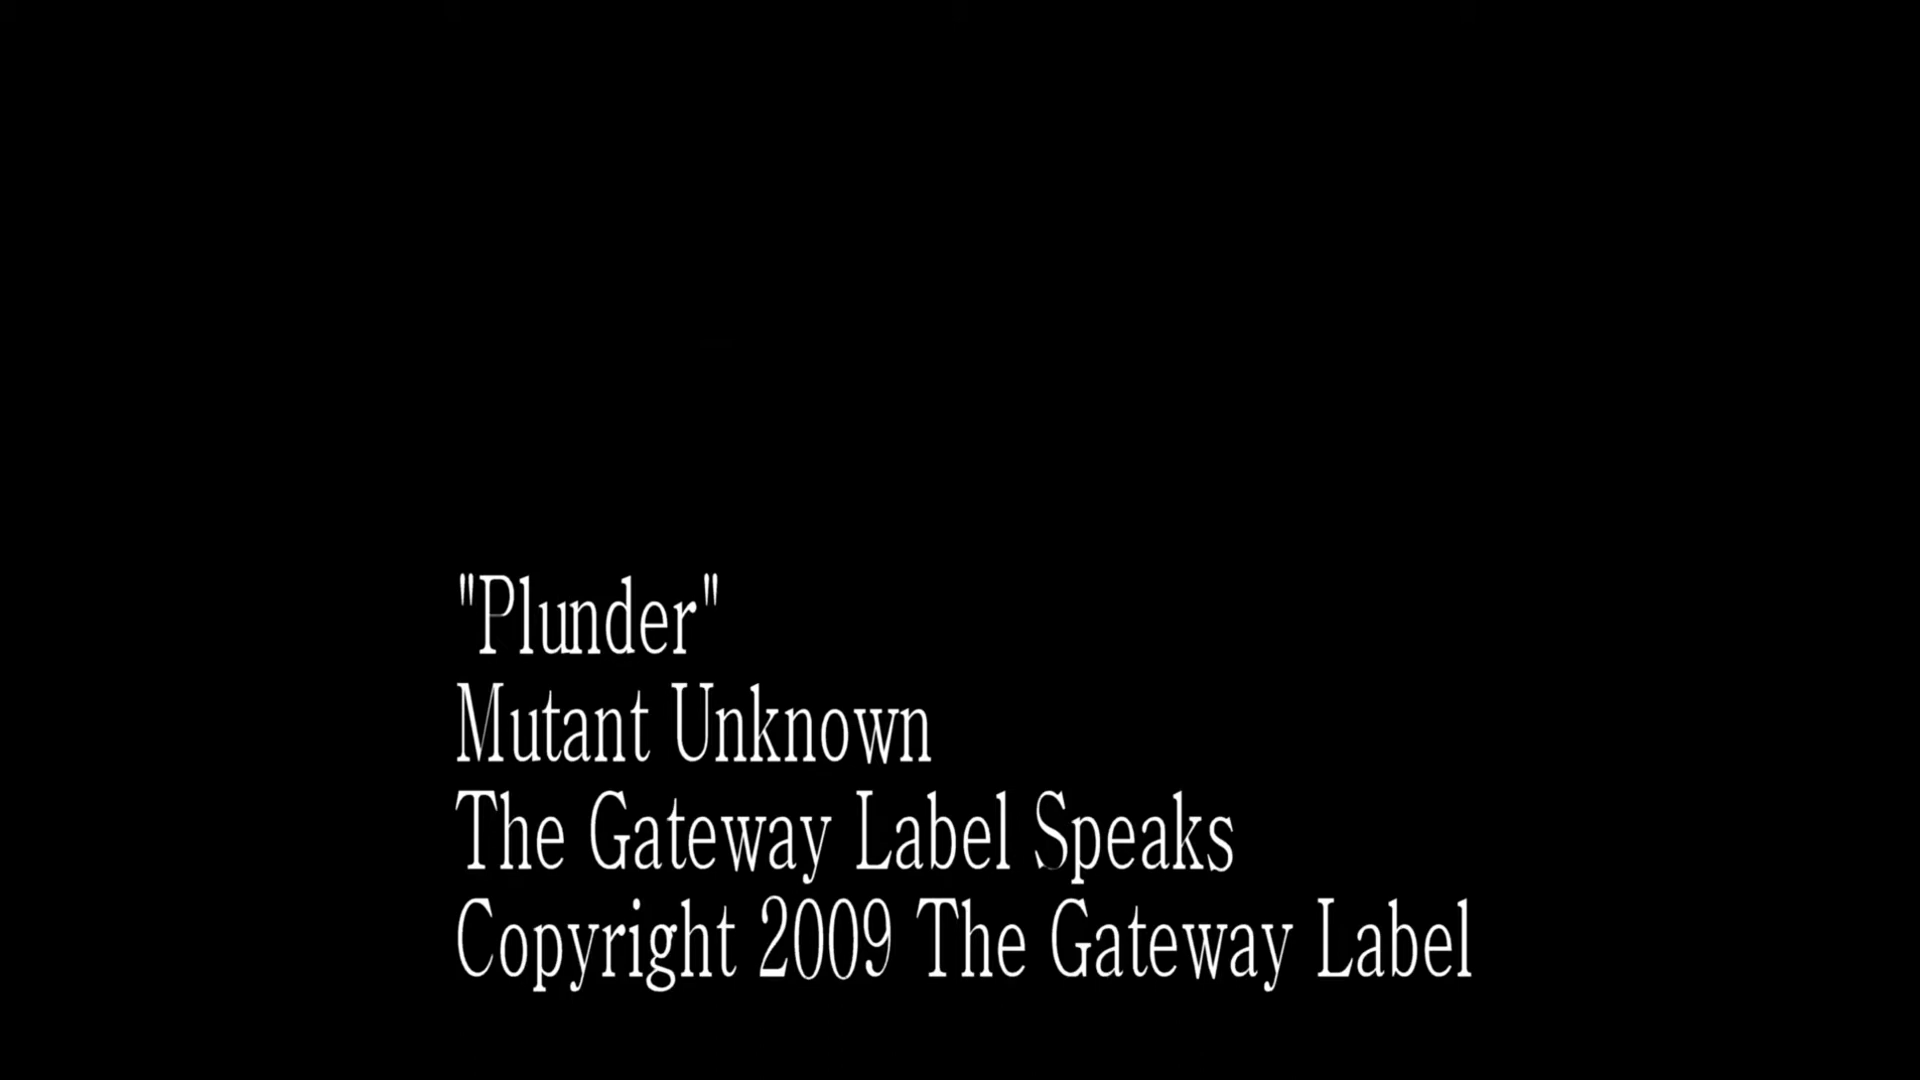 "Plunder"
Mutant Unknown
The Gateway Label Speaks
Copyright 2009 The Gateway Label